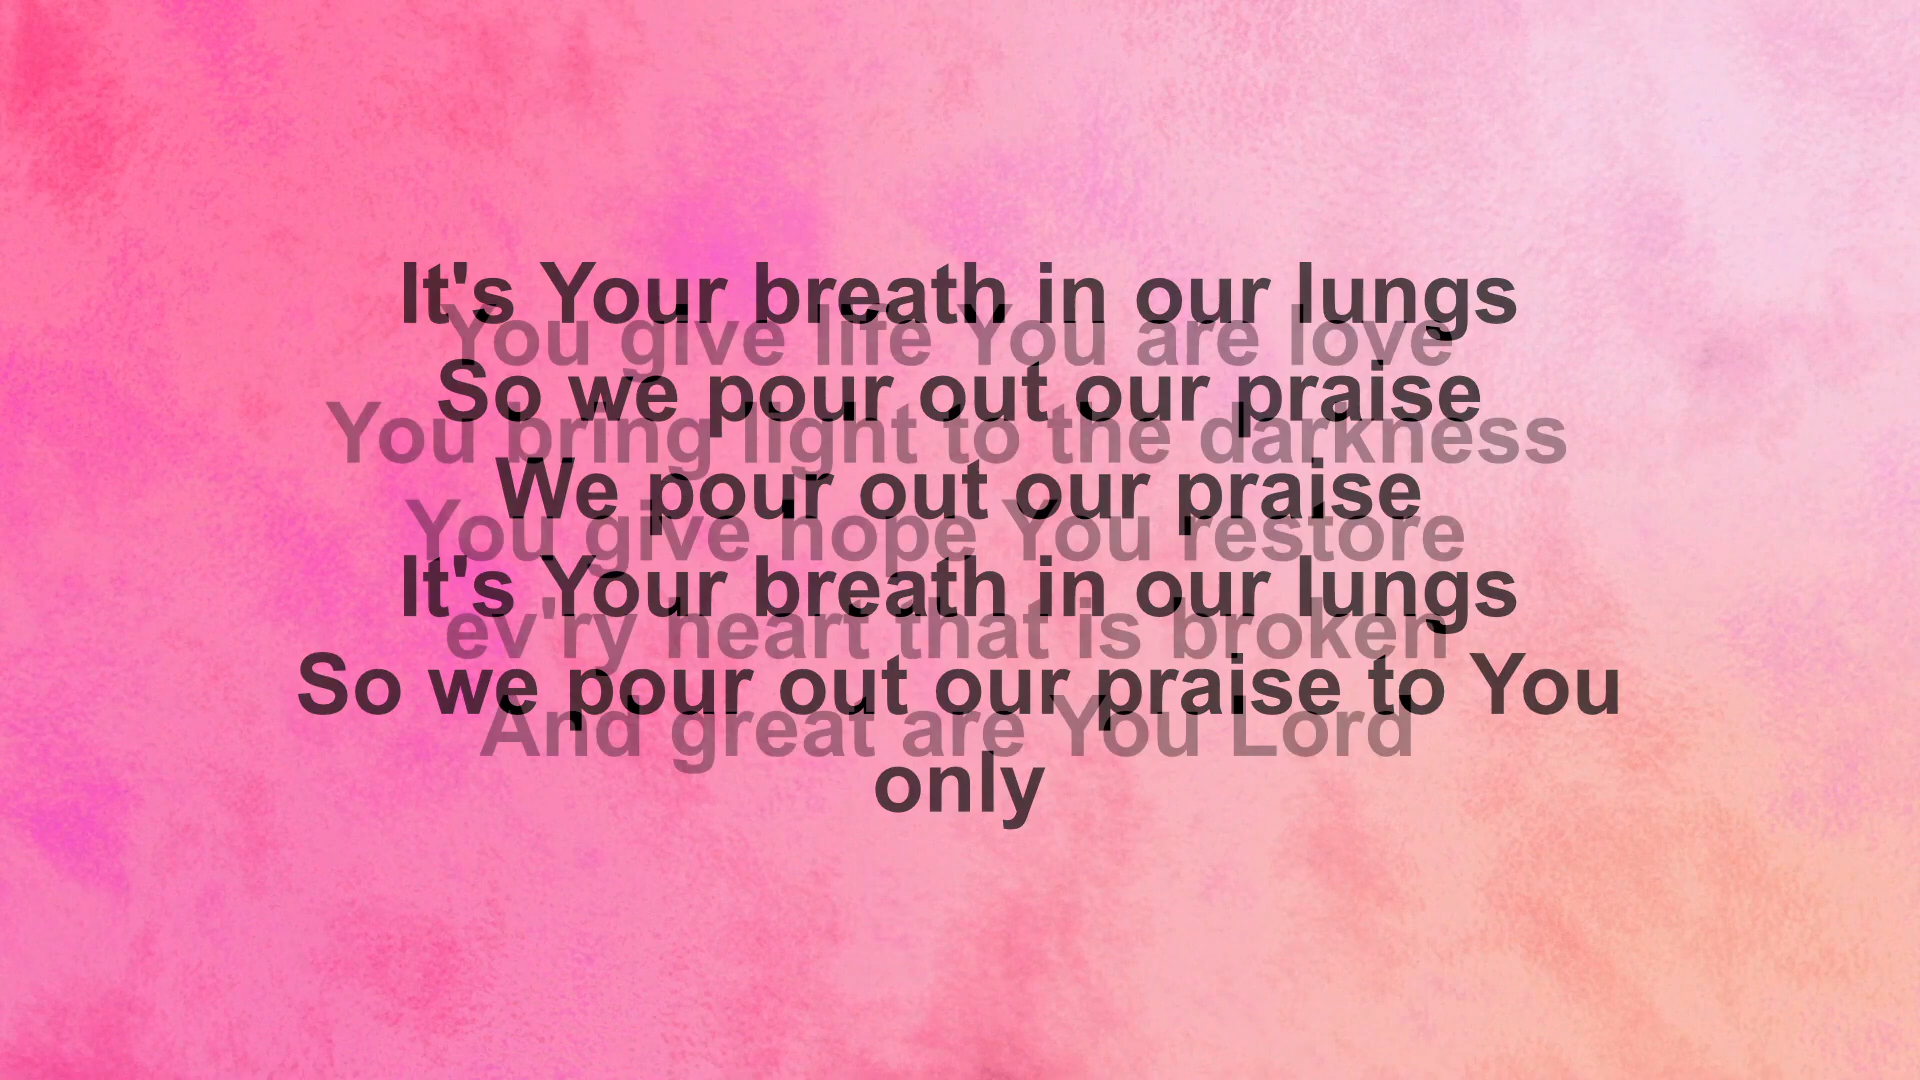 It's Your breath in our lungs
You give life You are love
So we pour out our praise
You bring light to the darkness
We pour out our praise
You give hope You restore
It's Your breath in our lungs
ev'ry heart that is broken
So we pour out our praise to You
And great are You Lord
only